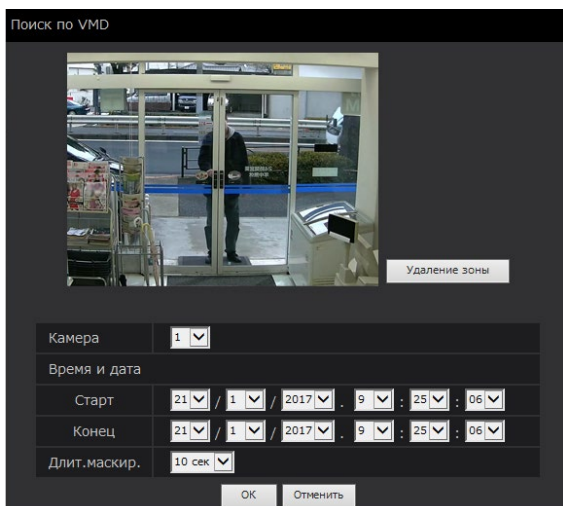 Поиск по VMD
Удаление зоны
Камера 1
Время и дата
Старт 21 / 1 / 2017 . 9 : 25 : 06
Конец 21 / 1 / 2017 . 9 : 25 : 06
Длит.маскир. 10 сек
OK Отменить